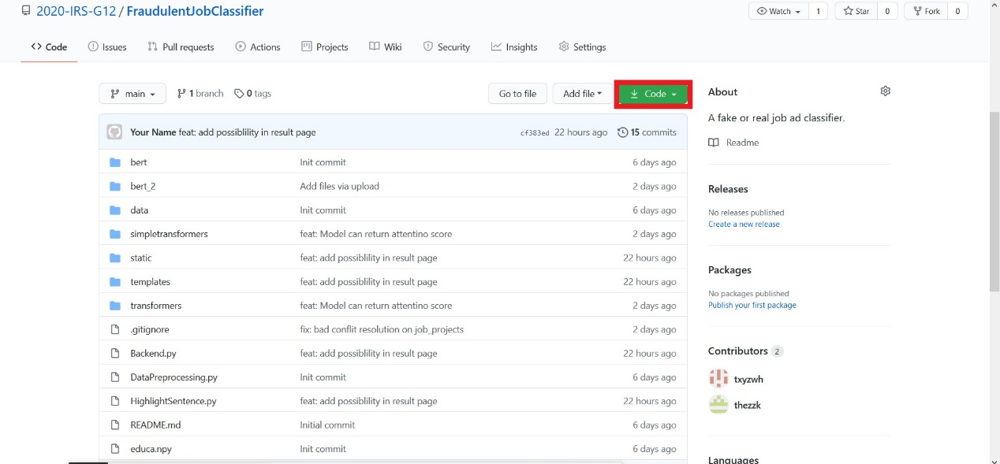 2020-IRS-G12 / FraudulentJobClassifier
Watch 1 Star 0 Fork 0
Code Issues Pull requests Actions Projects Wiki Security Insights Settings
main 1 branch 0 tags Go to file Add file Code
Your Name feat: add possiblility in result page cf383ed 22 hours ago 15 commits
bert Init commit 6 days ago
bert_2 Add files via upload 2 days ago
data Init commit 6 days ago
simpletransformers feat: Model can return attentino score 2 days ago
static feat: add possiblility in result page 22 hours ago
templates feat: add possiblility in result page 22 hours ago
transformers feat: Model can return attentino score 2 days ago
.gitignore fix: bad conflit resolution on job_projects 2 days ago
Backend.py feat: add possiblility in result page 22 hours ago
DataPreprocessing.py Init commit 6 days ago
HighlightSentence.py feat: add possiblility in result page 22 hours ago
README.md Initial commit 6 days ago
educa.npy Init commit 6 days ago
About
A fake or real job ad classifier.
Readme
Releases
No releases published
Create a new release
Packages
No packages published
Publish your first package
Contributors 2
txyzwh
thezzk
Languages